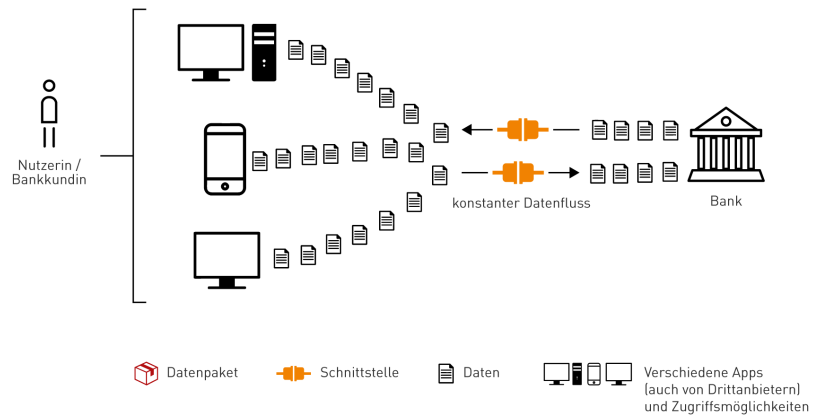 Nutzerin /
Bankkundin
konstanter Datenfluss
Bank
Datenpaket
Schnittstelle
Daten
Verschiedene Apps
(auch von Drittanbietern)
und Zugriffsmöglichkeiten